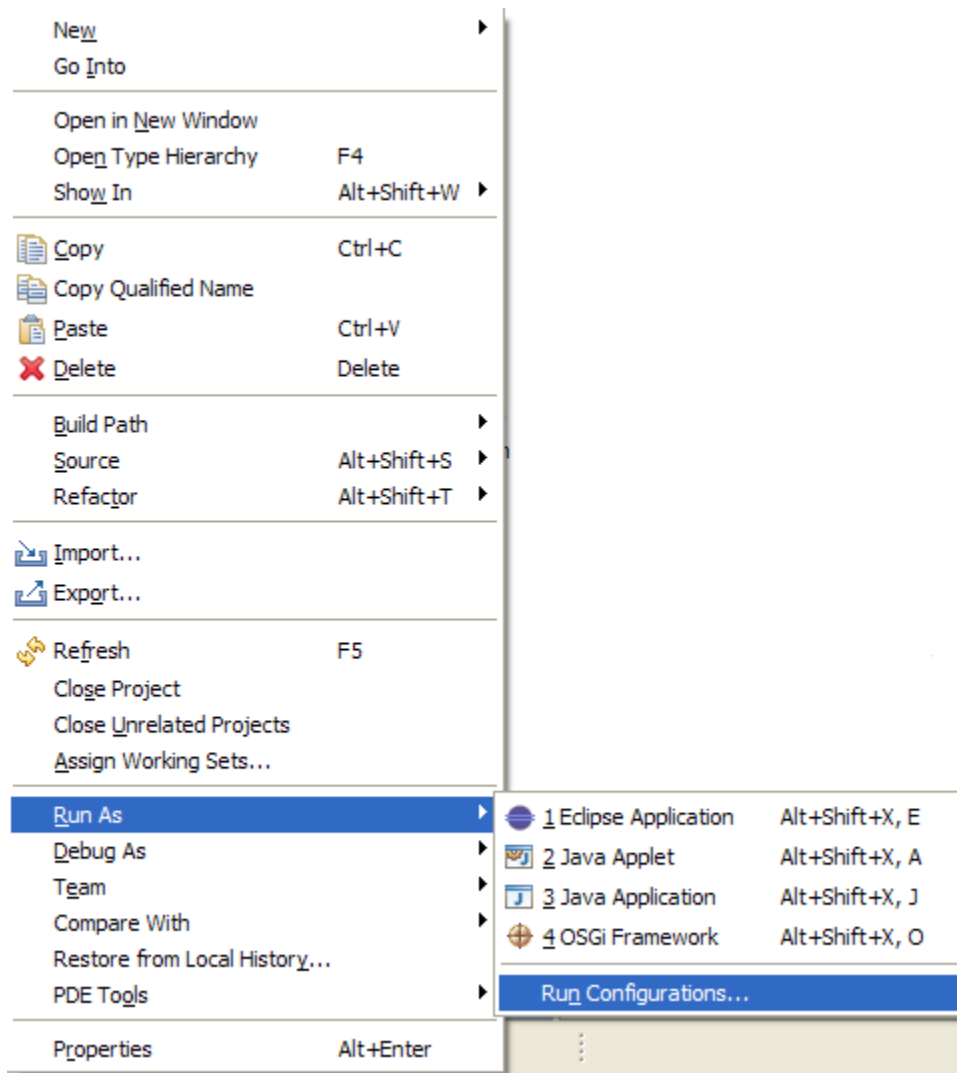 New
Go Into
Open in New Window
Open Type Hierarchy F4
Show In Alt+Shift+W
Copy Ctrl+C
Copy Qualified Name
Paste Ctrl+V
Delete Delete
Build Path
Source Alt+Shift+S
Refactor Alt+Shift+T
Import...
Export...
Refresh F5
Close Project
Close Unrelated Projects
Assign Working Sets...
Run As
Debug As
Team
Compare With
Restore from Local History...
PDE Tools
Properties Alt+Enter
1 Eclipse Application Alt+Shift+X, E
2 Java Applet Alt+Shift+X, A
3 Java Application Alt+Shift+X, J
4 OSGi Framework Alt+Shift+X, O
Run Configurations...